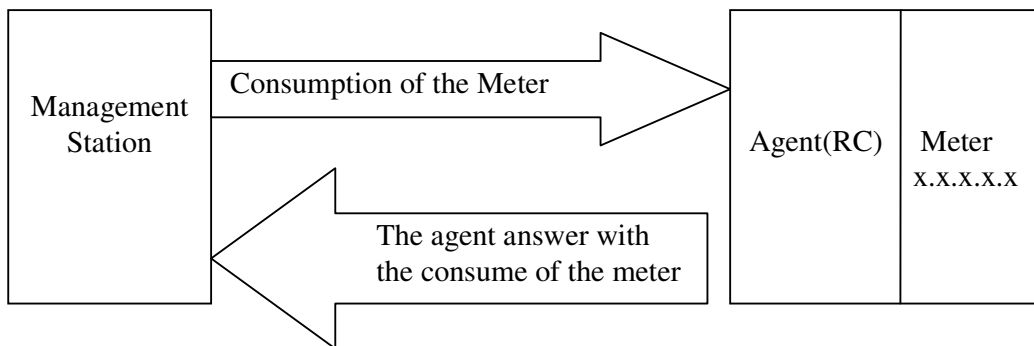 Management
Station
Consumption of the Meter
The agent answer with
the consume of the meter
Agent(RC)
Meter
x.x.x.x.x